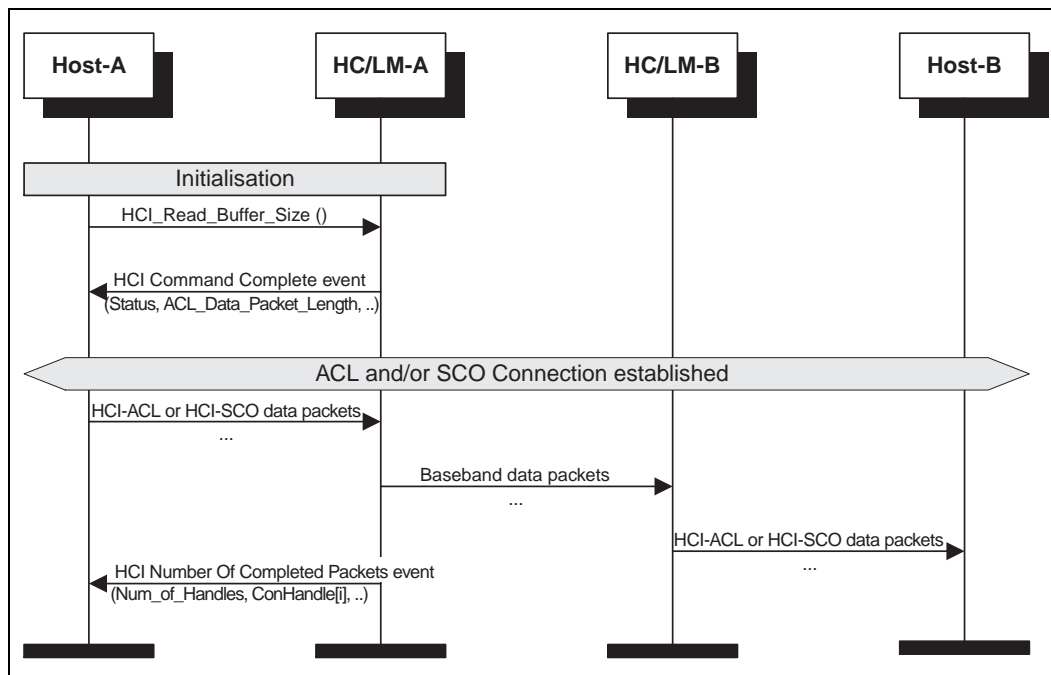 Host-A
HC/LM-A
HC/LM-B
Host-B
Initialisation
HCI_Read_Buffer_Size ()
HCI Command Complete event
(Status, ACL_Data_Packet_Length, ..)
ACL and/or SCO Connection established
HCI-ACL or HCI-SCO data packets
...
Baseband data packets
...
HCI-ACL or HCI-SCO data packets
...
HCI Number Of Completed Packets event
(Num_of_Handles, ConHandle[i], ..)